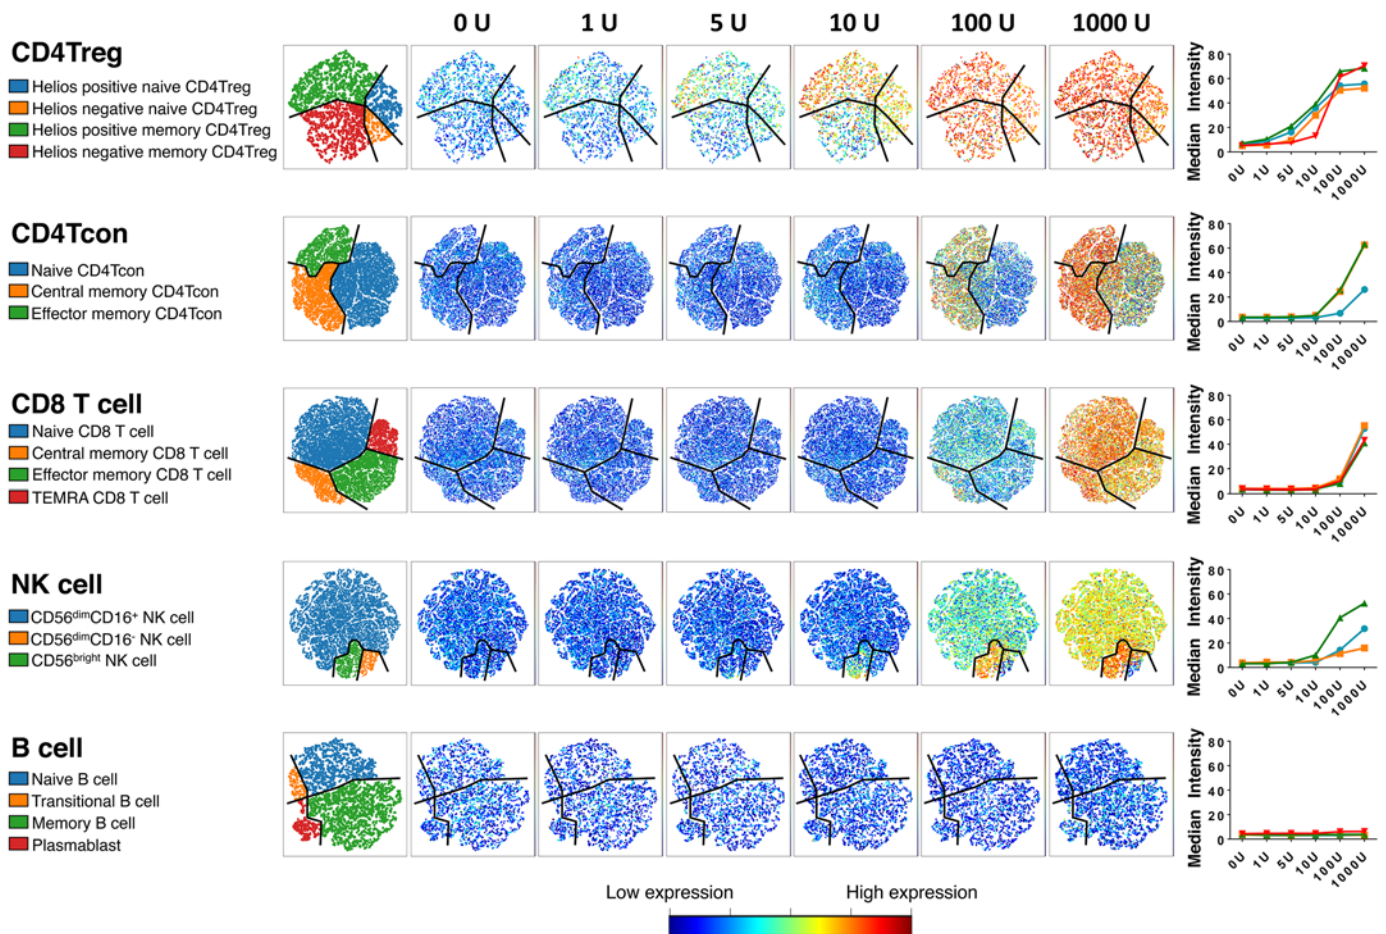 0 U 1 U 5 U 10 U 100 U 1000 U
CD4Treg
Helios positive naive CD4Treg
Helios negative naive CD4Treg
Helios positive memory CD4Treg
Helios negative memory CD4Treg
Median Intensity
80
60
40
20
0
0U 1U 5U 10U 100U 1000U
CD4Tcon
Naive CD4Tcon
Central memory CD4Tcon
Effector memory CD4Tcon
Median Intensity
80
60
40
20
0
0U 1U 5U 10U 100U 1000U
CD8 T cell
Naive CD8 T cell
Central memory CD8 T cell
Effector memory CD8 T cell
TEMRA CD8 T cell
Median Intensity
80
60
40
20
0
0U 1U 5U 10U 100U 1000U
NK cell
CD56dimCD16+ NK cell
CD56dimCD16- NK cell
CD56bright NK cell
Median Intensity
80
60
40
20
0
0U 1U 5U 10U 100U 1000U
B cell
Naive B cell
Transitional B cell
Memory B cell
Plasmablast
Median Intensity
80
60
40
20
0
0U 1U 5U 10U 100U 1000U
Low expression High expression